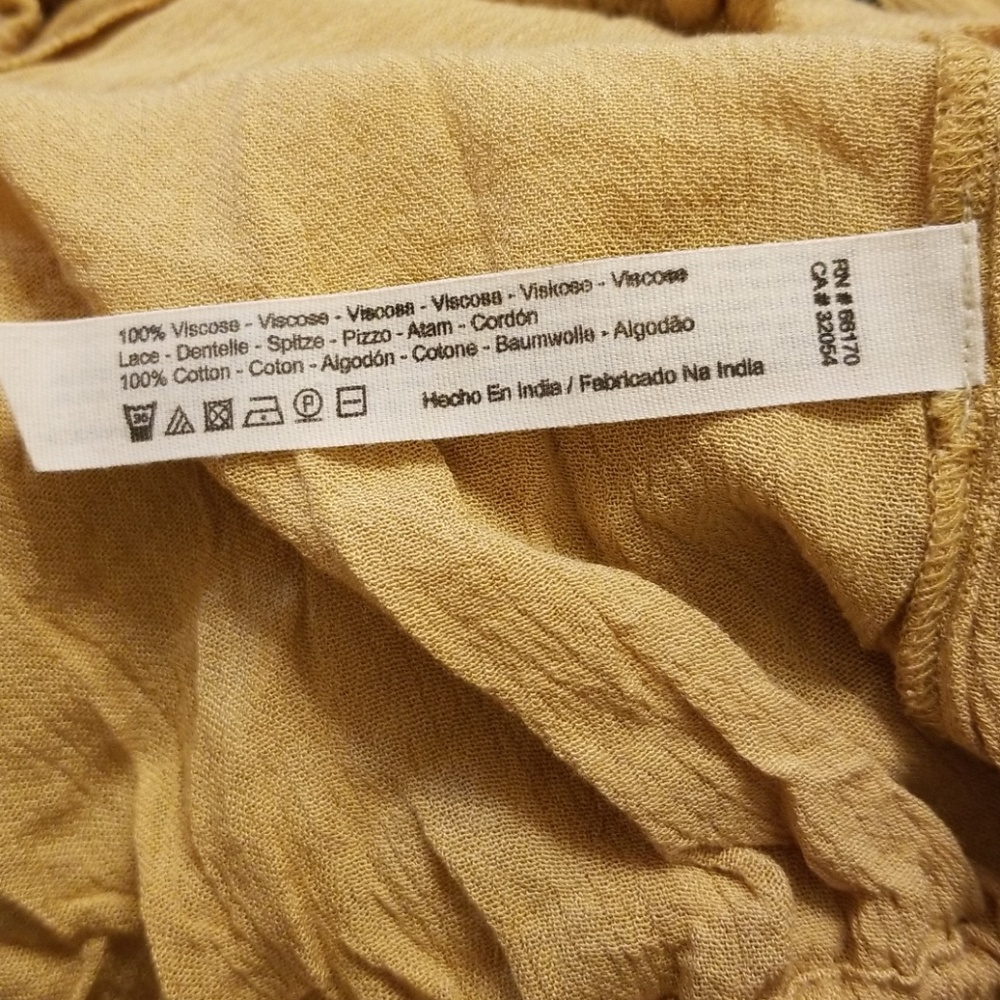 100% Viscose - Viscose - Viscosa - Viscosa - Viskose - Viscose
Lace - Dentelle - Spitze - Pizzo - Atam - Cordón
100% Cotton - Coton - Algodón - Cotone - Baumwolle - Algodão
30
P
Hecho En India / Fabricado Na India
RN # 66170
CA # 32054